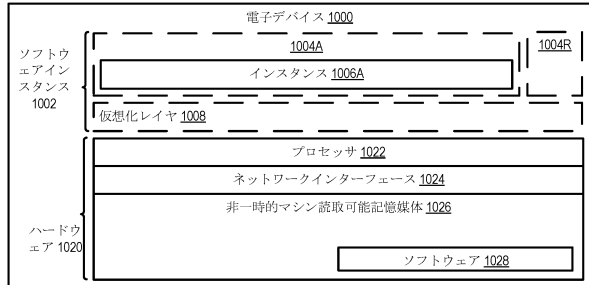 電子デバイス 1000
ソフトウ
ェアイン
スタンス
1002
1004A
1004R
インスタンス 1006A
仮想化レイヤ 1008
プロセッサ 1022
ネットワークインターフェース 1024
非一時的マシン読取可能記憶媒体 1026
ハードウ
ェア 1020
ソフトウェア 1028